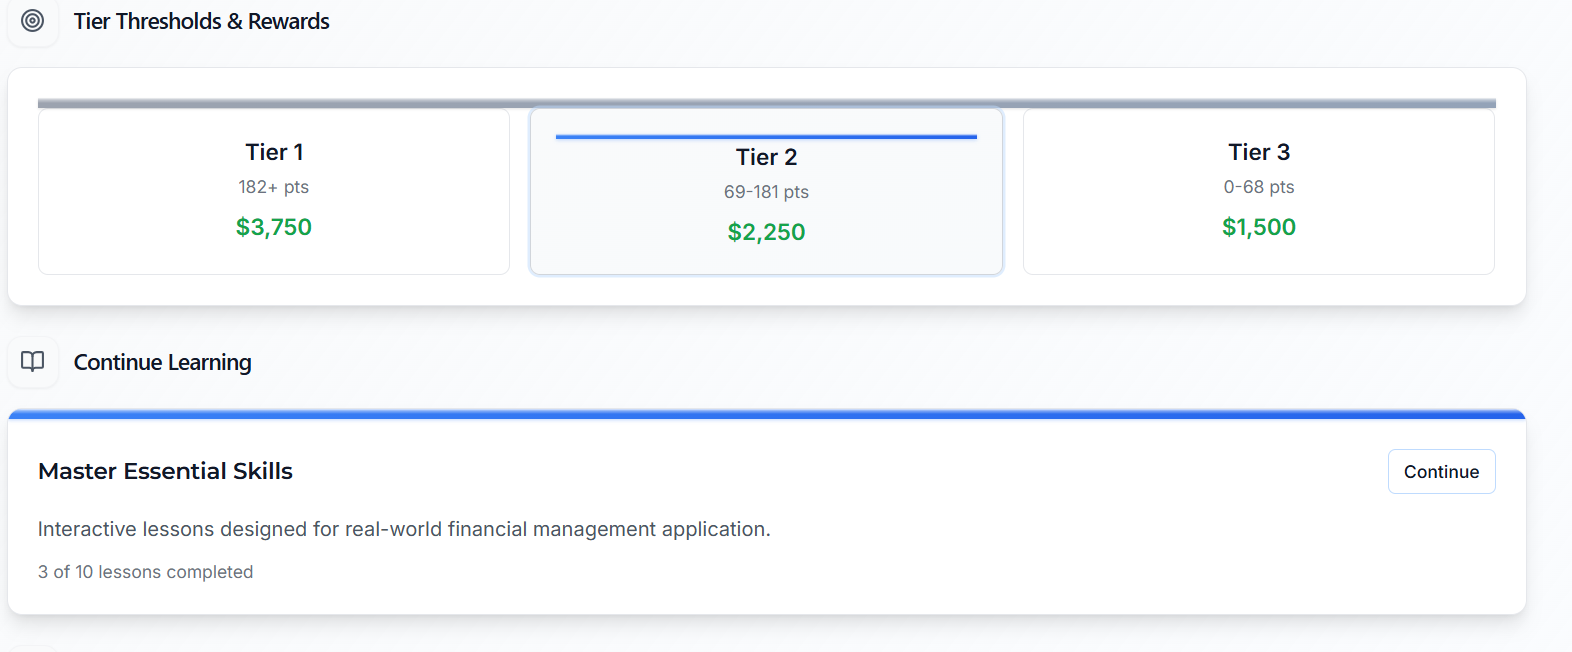 Tier Thresholds & Rewards
Tier 1
182+ pts
$3,750
Tier 2
69-181 pts
$2,250
Tier 3
0-68 pts
$1,500
Continue Learning
Master Essential Skills
Continue
Interactive lessons designed for real-world financial management application.
3 of 10 lessons completed